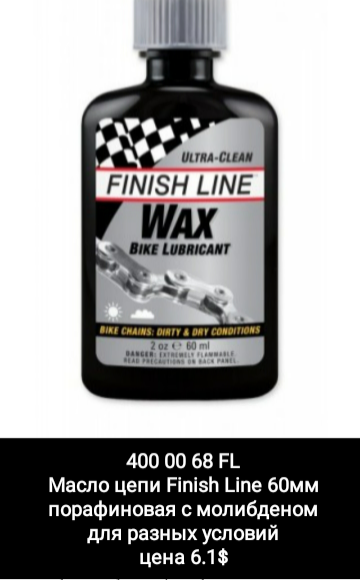 ULTRA-CLEAN
FINISH LINE
WAX
BIKE LUBRICANT
BIKE CHAINS: DIRTY & DRY CONDITIONS
2 oz ℮ 60 ml
DANGER: EXTREMELY FLAMMABLE.
READ PRECAUTIONS ON BACK PANEL.
400 00 68 FL
Масло цепи Finish Line 60мм
порафиновая с молибденом
для разных условий
цена 6.1$